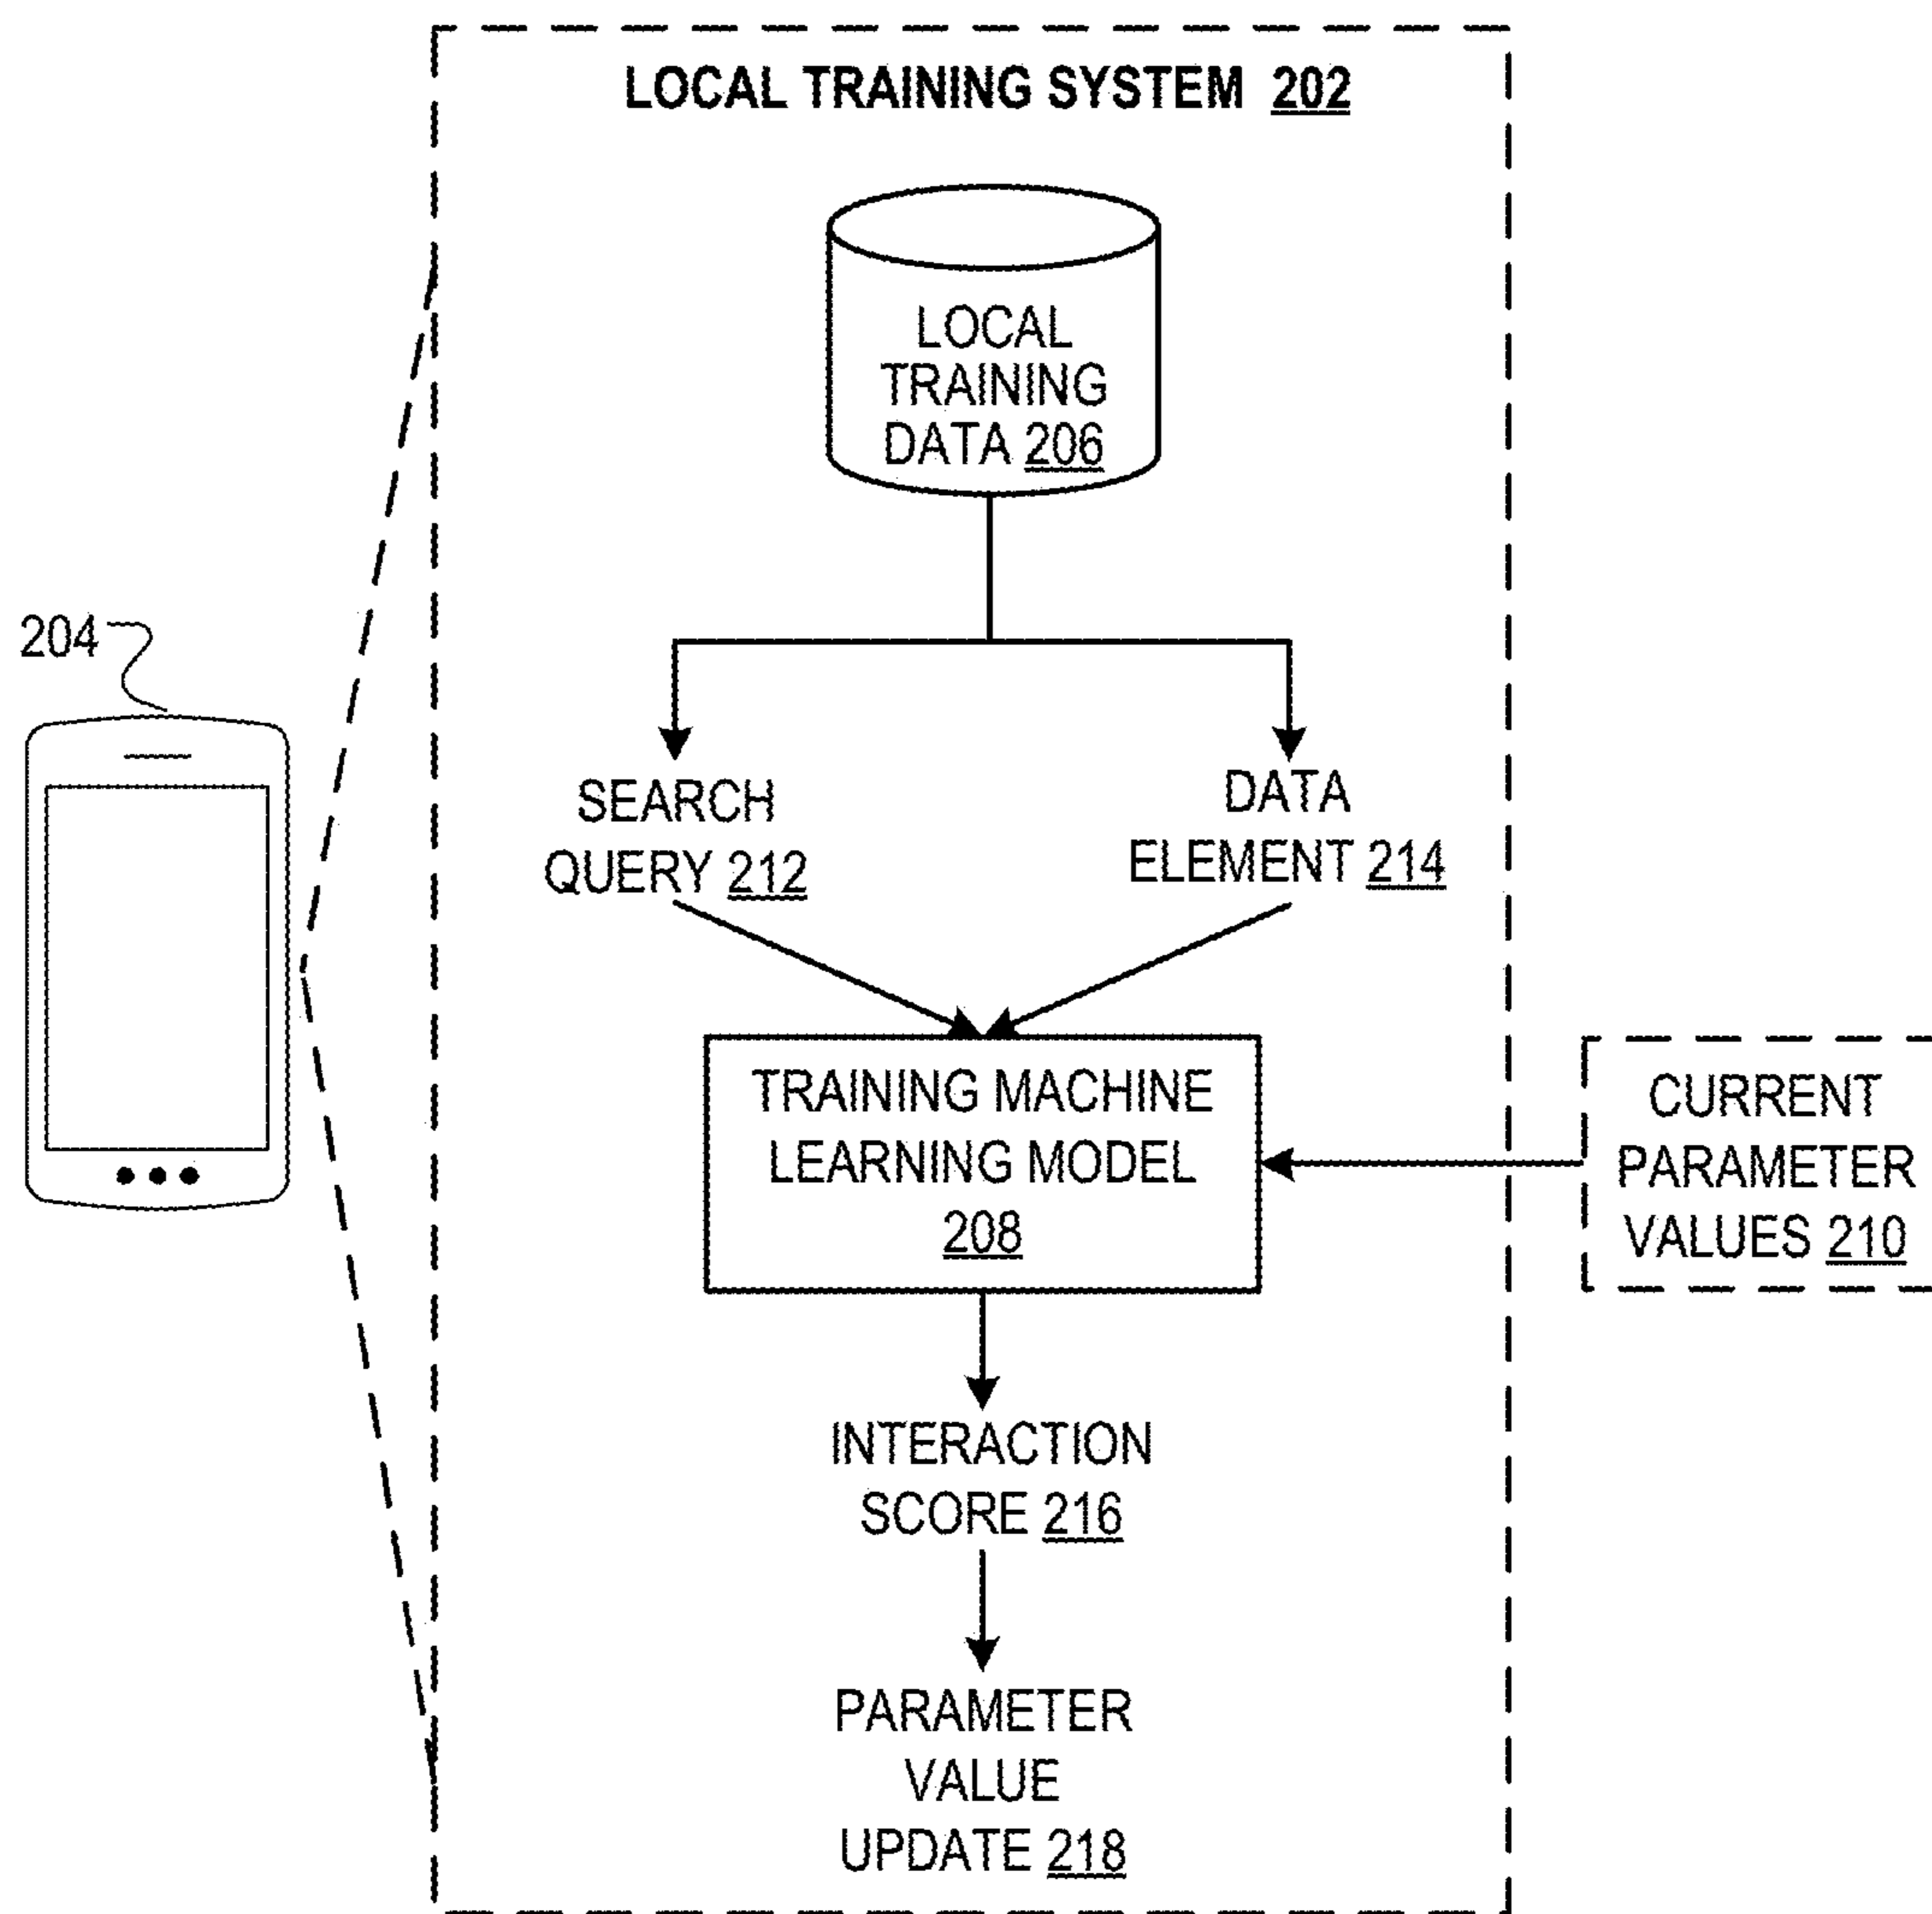 LOCAL TRAINING SYSTEM 202
LOCAL
TRAINING
DATA 206
204
SEARCH
QUERY 212
DATA
ELEMENT 214
TRAINING MACHINE
LEARNING MODEL
208
CURRENT
PARAMETER
VALUES 210
INTERACTION
SCORE 216
PARAMETER
VALUE
UPDATE 218